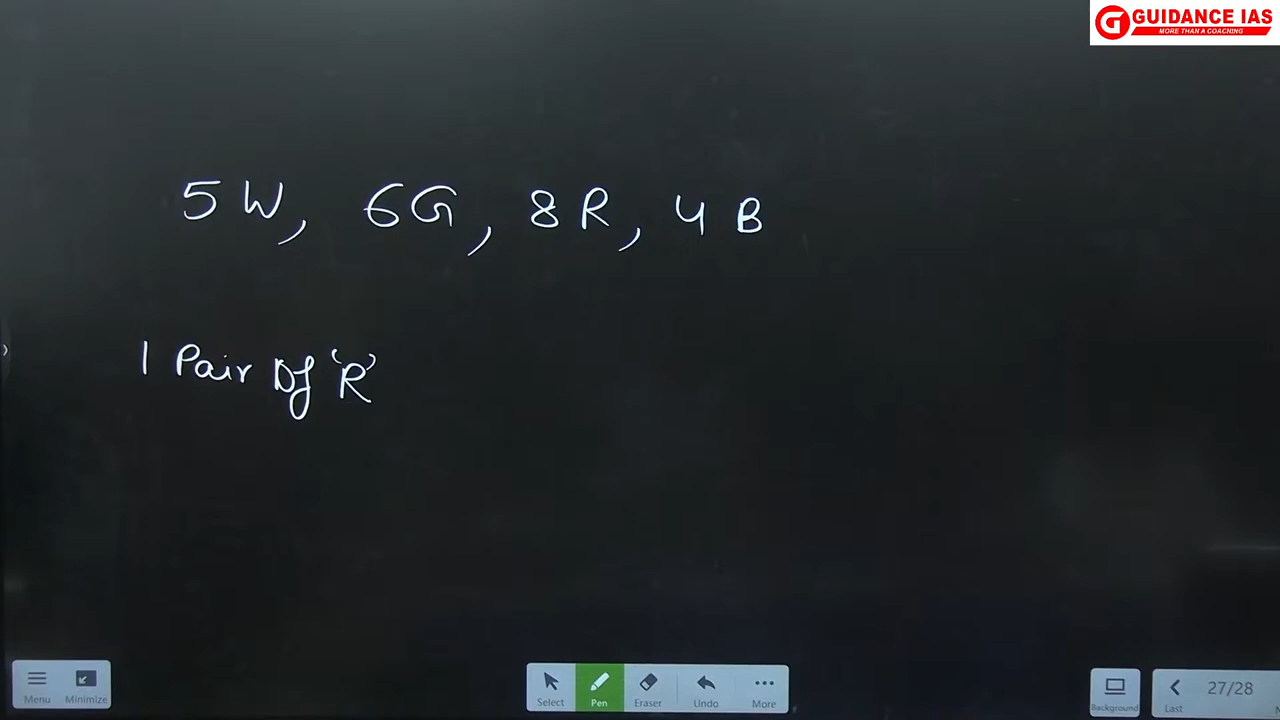 GUIDANCE IAS
MORE THAN A COACHING
5 W, 6 G, 8 R, 4 B
1 Pair Of 'R'
Menu
Minimize
Select
Pen
Eraser
Undo
More
Background
Last
27/28